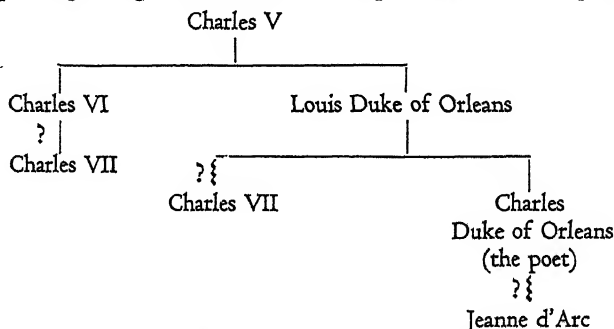 Charles V
Charles VI Louis Duke of Orleans
?
Charles VII ?
Charles VII Charles
Duke of Orleans
(the poet)
?
Jeanne d'Arc